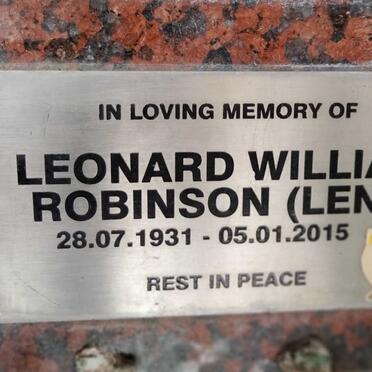 IN LOVING MEMORY OF
LEONARD WILLIA
ROBINSON (LEN
28.07.1931 - 05.01.2015
REST IN PEACE